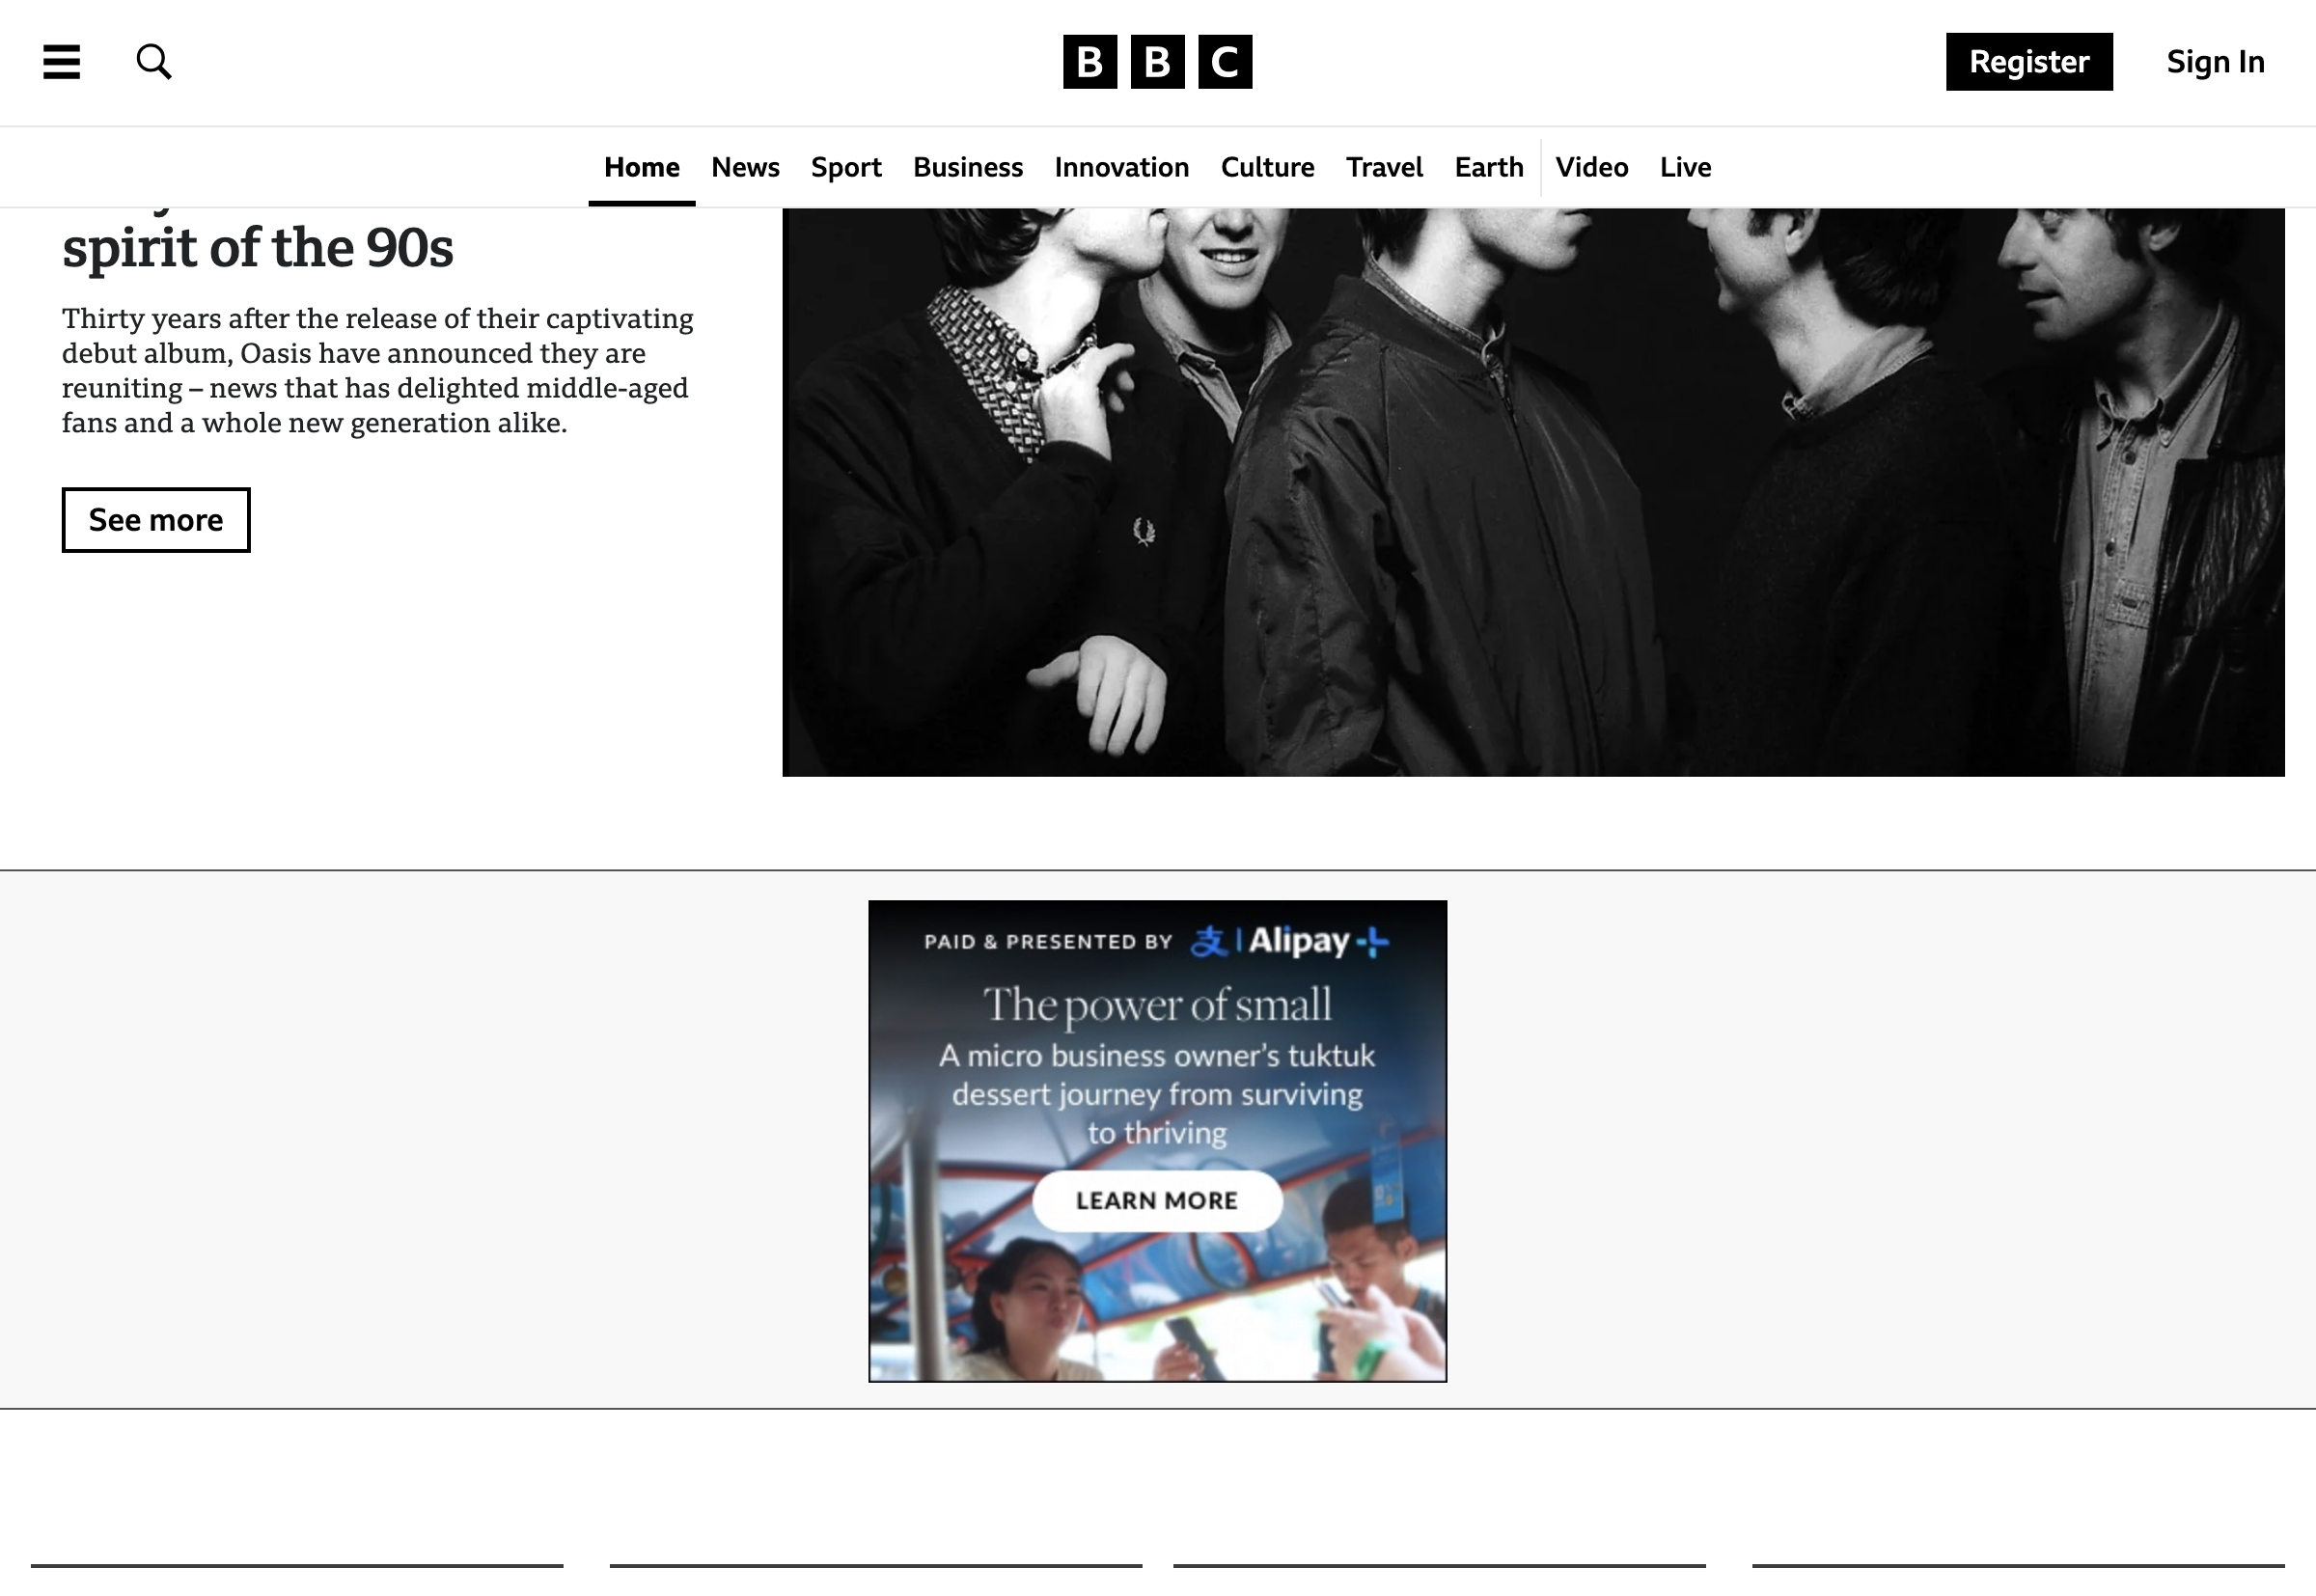 BBC
Register
Sign In
Home News Sport Business Innovation Culture Travel Earth Video Live
spirit of the 90s
Thirty years after the release of their captivating
debut album, Oasis have announced they are
reuniting – news that has delighted middle-aged
fans and a whole new generation alike.
See more
PAID & PRESENTED BY 支 | Alipay+
The power of small
A micro business owner’s tuktuk
dessert journey from surviving
to thriving
LEARN MORE